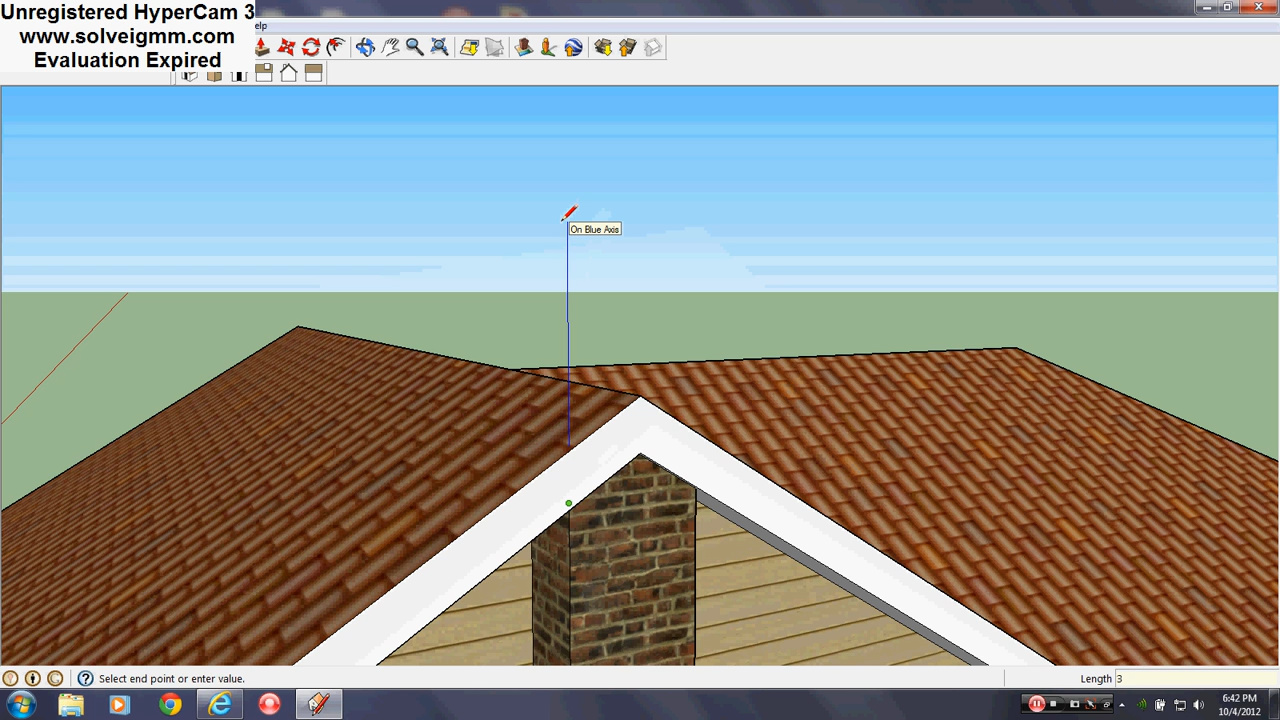 Unregistered HyperCam 3
www.solveigmm.com
Evaluation Expired
elp
On Blue Axis
Select end point or enter value.
Length 3
6:42 PM
10/4/2012